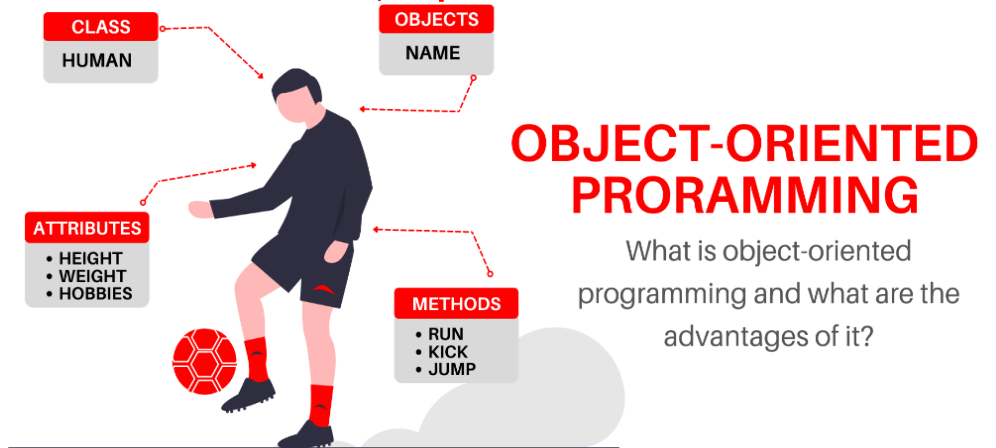 CLASS
HUMAN
OBJECTS
NAME
ATTRIBUTES
• HEIGHT
• WEIGHT
• HOBBIES
METHODS
• RUN
• KICK
• JUMP
OBJECT-ORIENTED
PRORAMMING
What is object-oriented
programming and what are the
advantages of it?